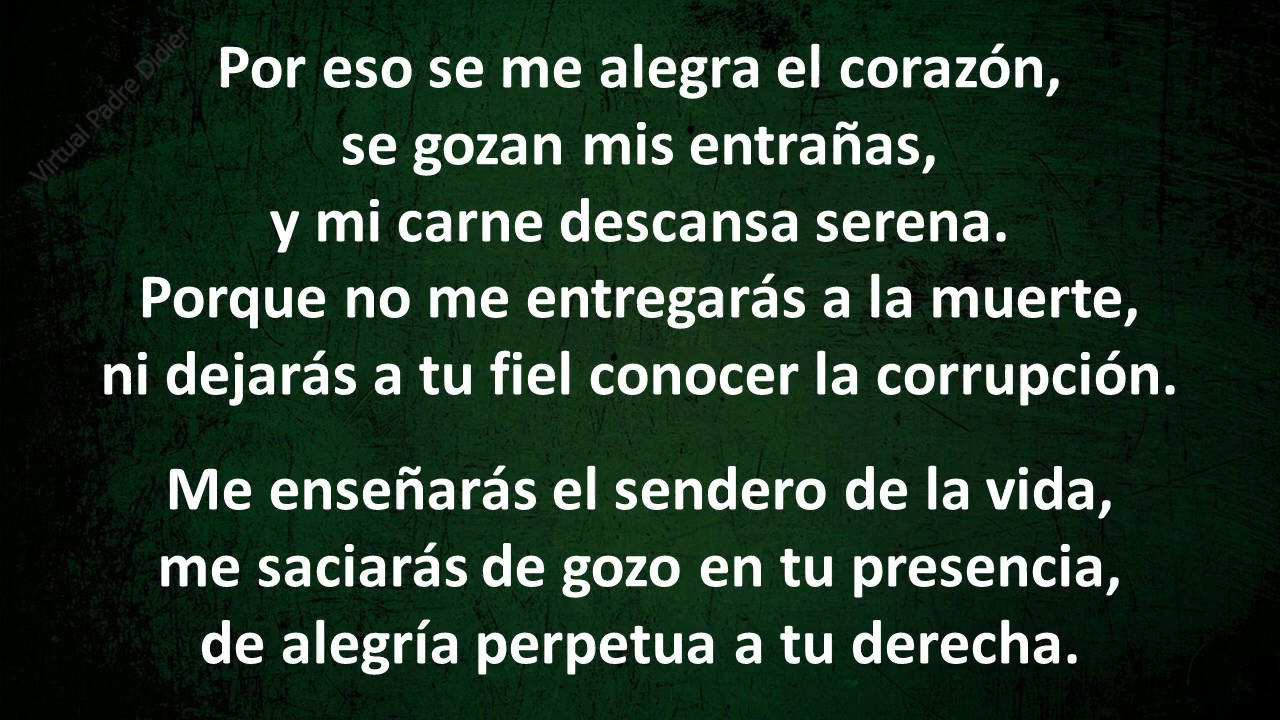 Virtual Padre Didier
Por eso se me alegra el corazón,
se gozan mis entrañas,
y mi carne descansa serena.
Porque no me entregarás a la muerte,
ni dejarás a tu fiel conocer la corrupción.
Me enseñarás el sendero de la vida,
me saciarás de gozo en tu presencia,
de alegría perpetua a tu derecha.